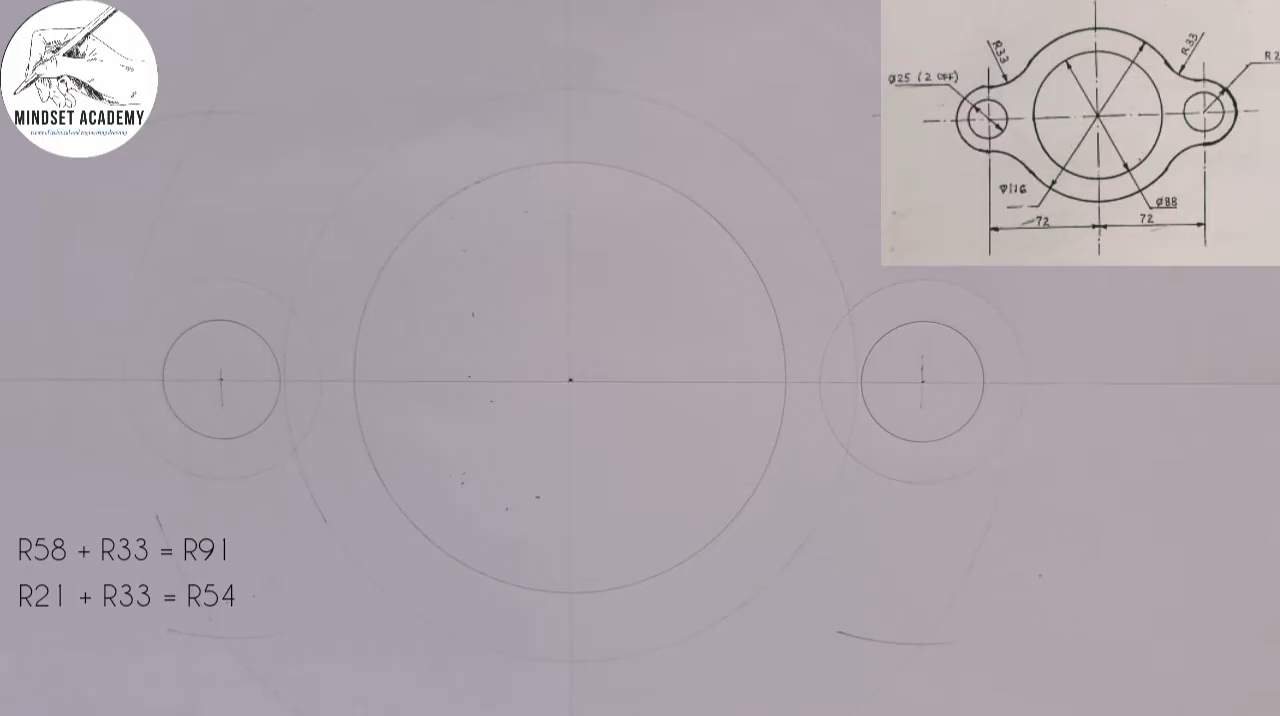 MINDSET ACADEMY
R33
R33
R2
Ø25 (2 OFF)
Ø116
Ø88
72
72
R58 + R33 = R91
R21 + R33 = R54